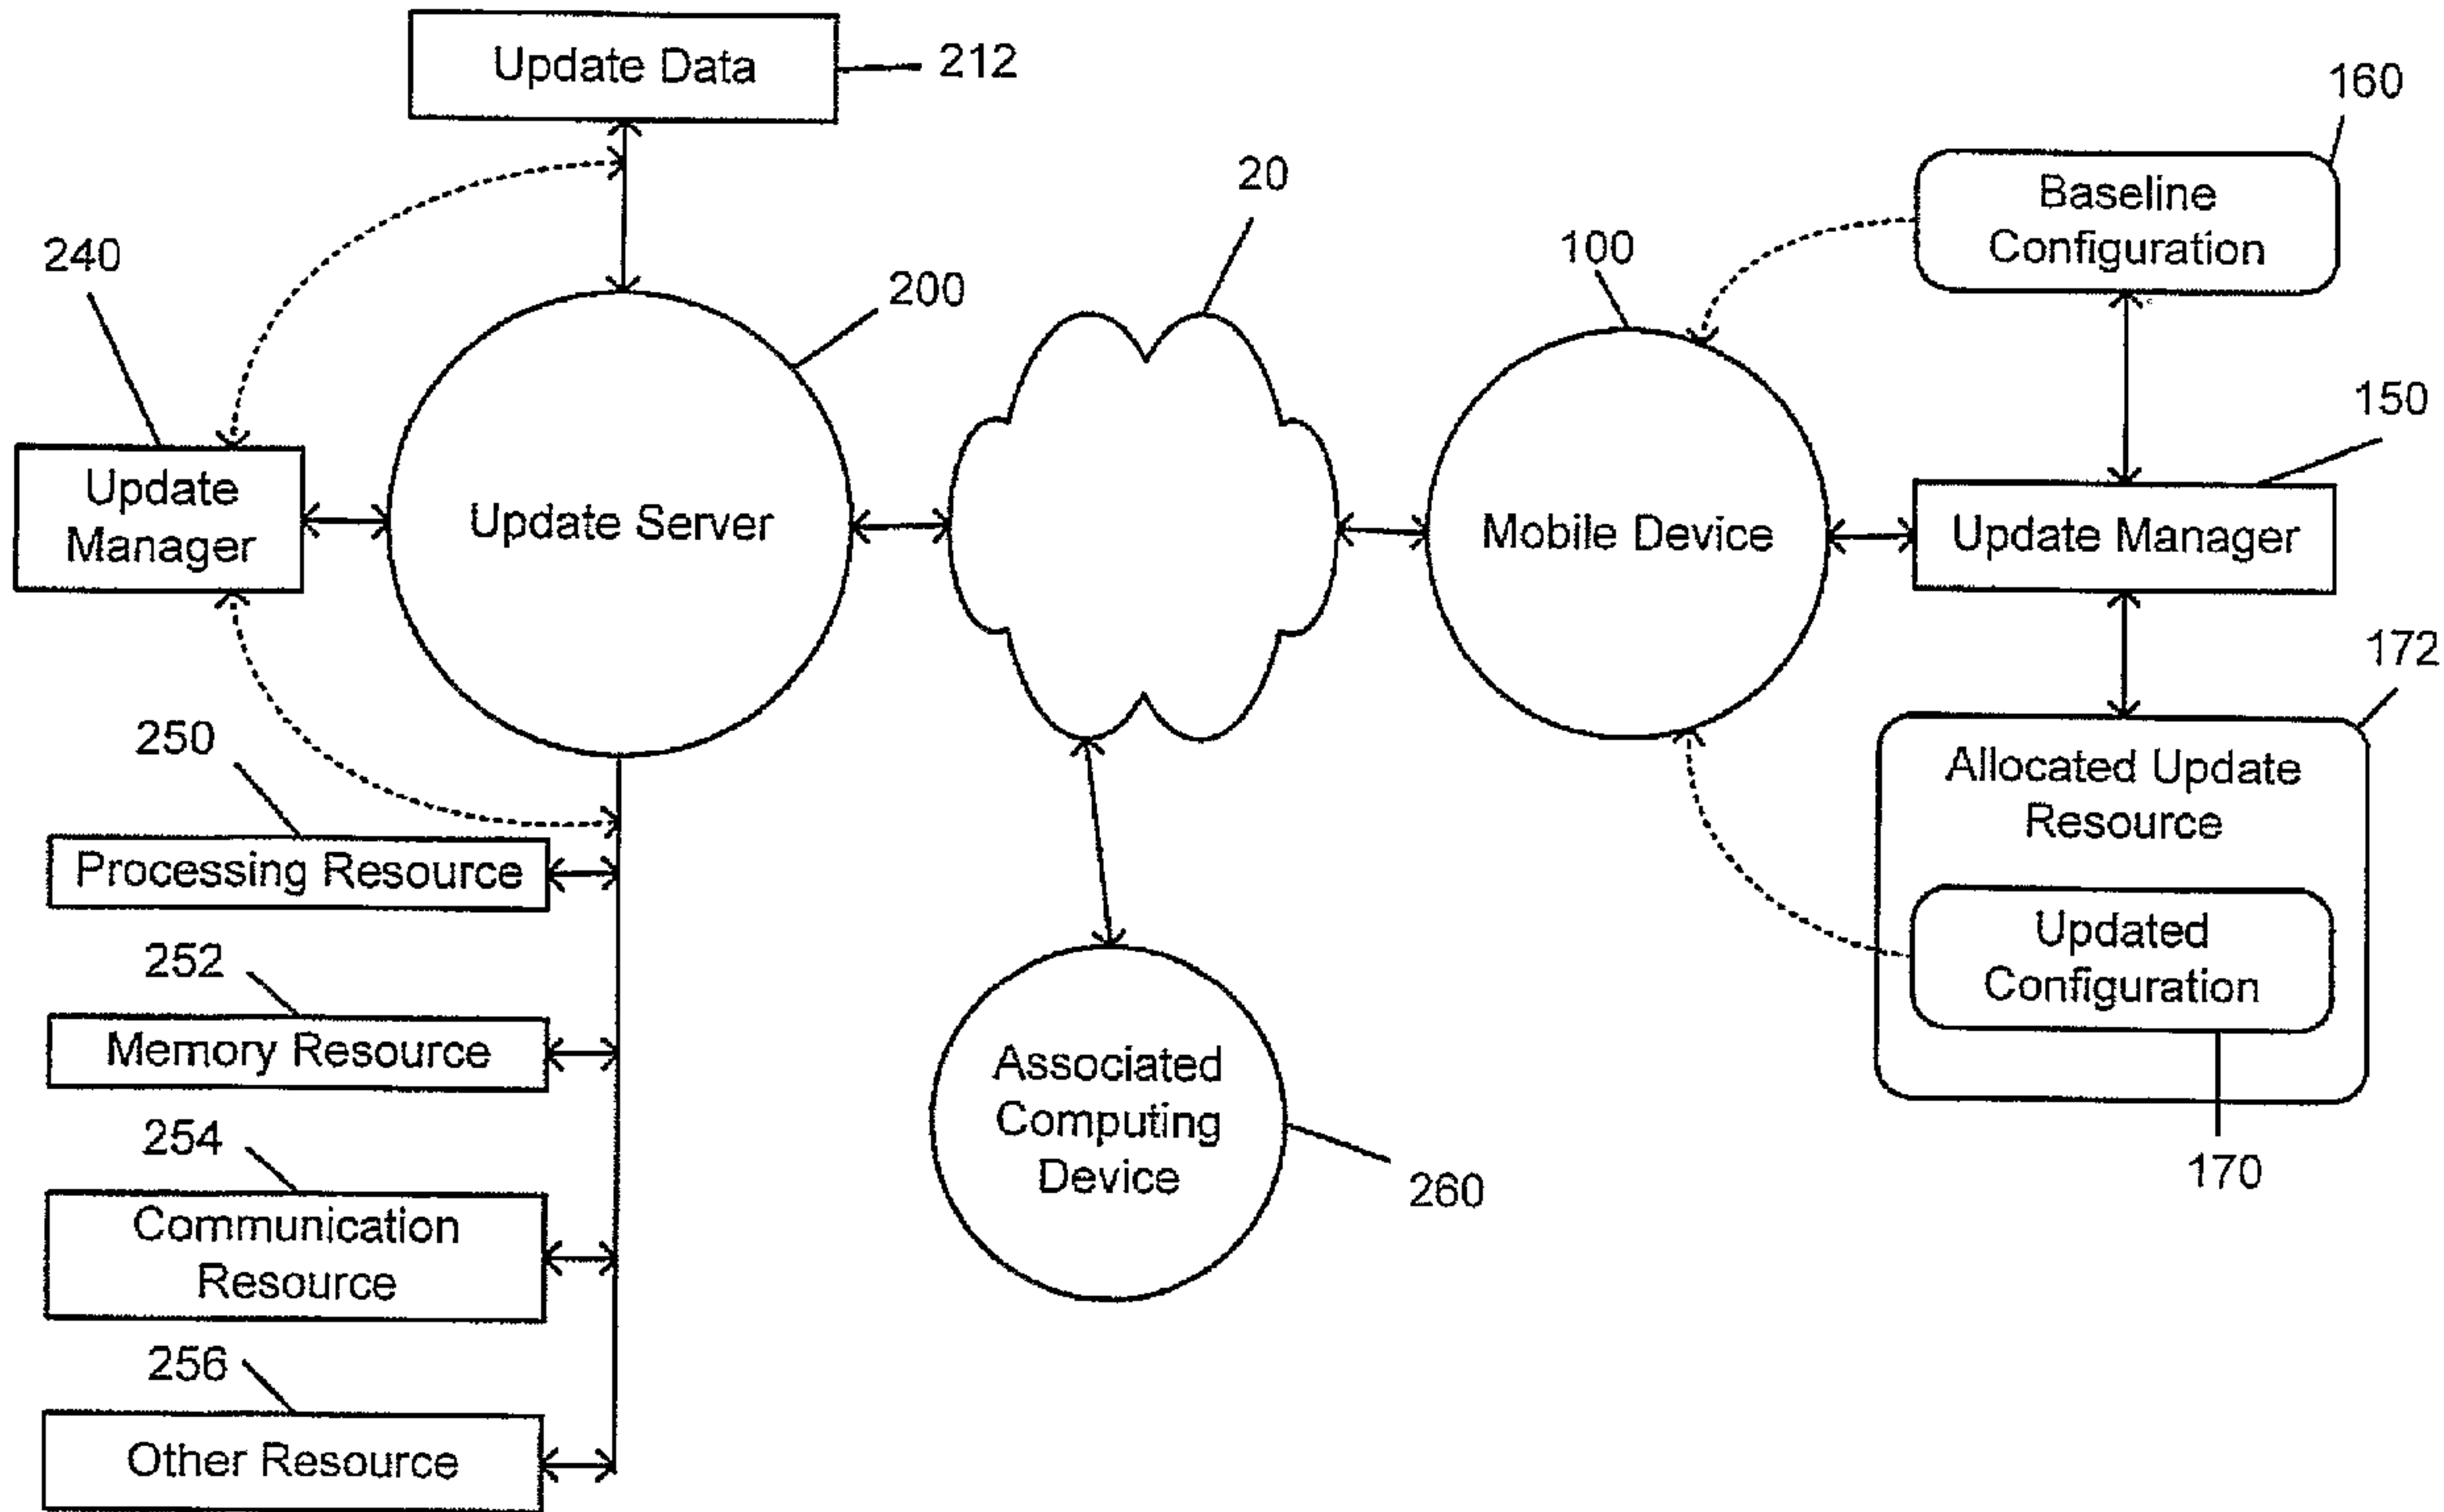 Update Data
212
160
Baseline
Configuration
20
240
200
100
150
Update
Manager
Update Server
Mobile Device
Update Manager
172
250
Allocated Update
Resource
Processing Resource
Updated
Configuration
252
Memory Resource
Associated
Computing
Device
260
170
254
Communication
Resource
256
Other Resource